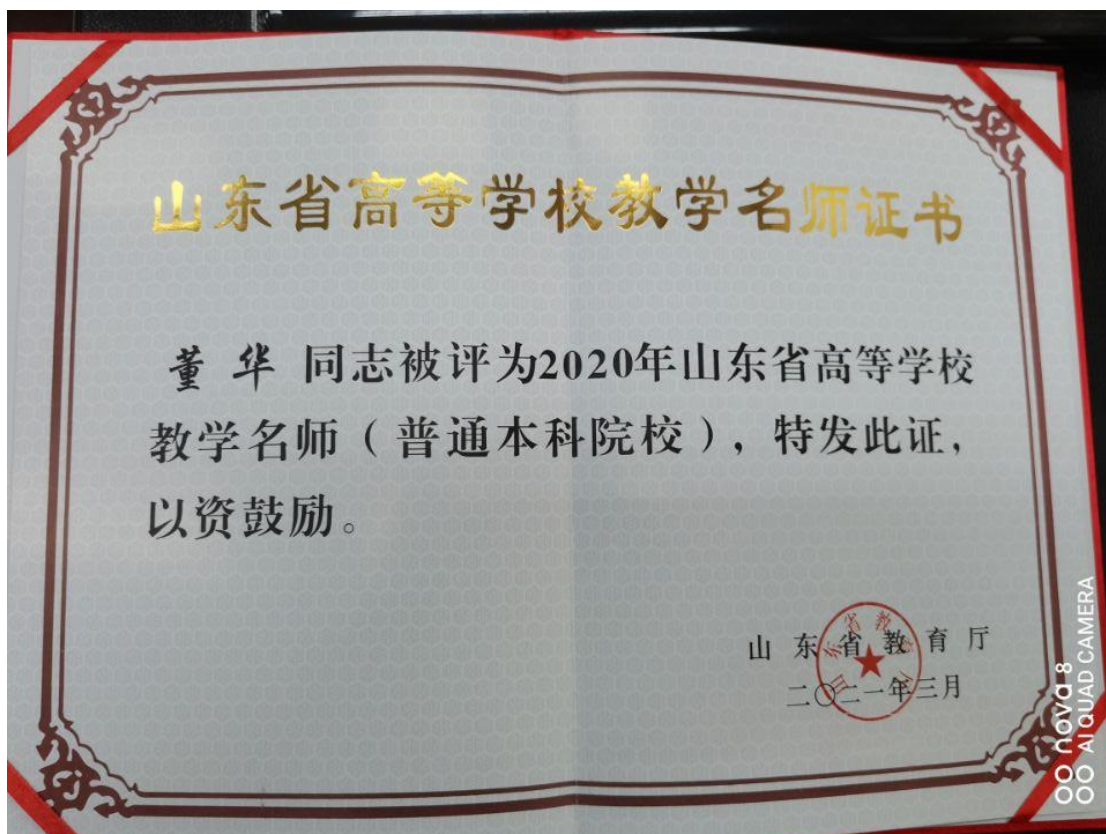 山东省高等学校教学名师证书
董华 同志被评为2020年山东省高等学校
教学名师（普通本科院校），特发此证，
以资鼓励。
山东省教育厅
二〇二一年三月
nova 8
AI QUAD CAMERA